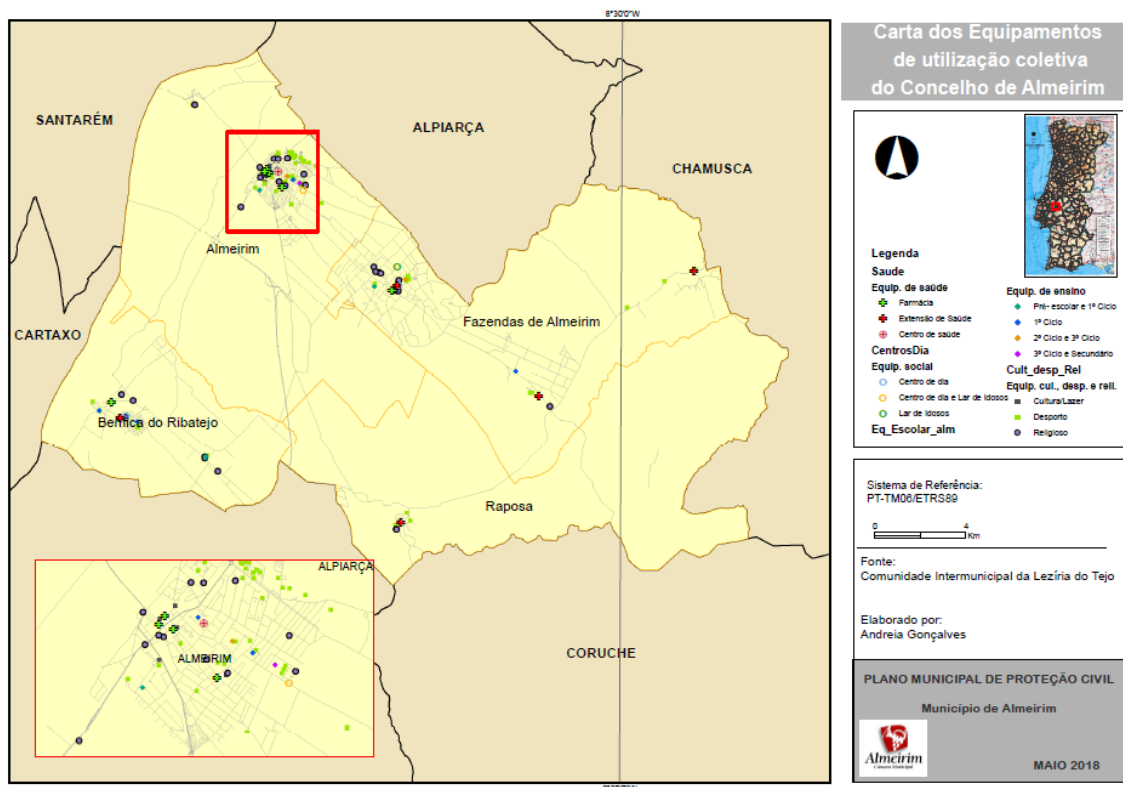 8°30'0"W
SANTARÉM
ALPIARÇA
CHAMUSCA
Almeirim
CARTAXO
Fazendas de Almeirim
Benfica do Ribatejo
Raposa
ALPIARÇA
ALMEIRIM
CORUCHE
Carta dos Equipamentos
de utilização coletiva
do Concelho de Almeirim
Legenda
Saude
Equip. de saúde
Farmácia
Extensão de Saúde
Centro de saúde
CentrosDia
Equip. social
Centro de dia
Centro de dia e Lar de Idosos
Lar de Idosos
Eq_Escolar_alm
Equip. de ensino
Pré- escolar e 1º Ciclo
1º Ciclo
2º Ciclo e 3º Ciclo
3º Ciclo e Secundário
Cult_desp_Rel
Equip. cul., desp. e reli.
Cultura/Lazer
Desporto
Religioso
Sistema de Referência:
PT-TM06/ETRS89
0 4
Km
Fonte:
Comunidade Intermunicipal da Lezíria do Tejo
Elaborado por:
Andreia Gonçalves
PLANO MUNICIPAL DE PROTEÇÃO CIVIL
Município de Almeirim
Almeirim
Câmara Municipal
MAIO 2018